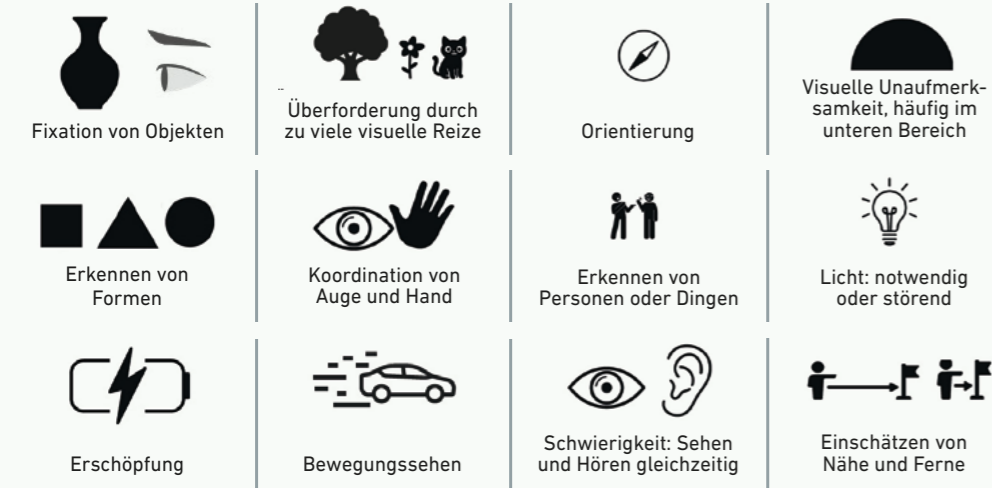 Fixation von Objekten
Überforderung durch
zu viele visuelle Reize
Orientierung
Visuelle Unaufmerk-
samkeit, häufig im
unteren Bereich
Erkennen von
Formen
Koordination von
Auge und Hand
Erkennen von
Personen oder Dingen
Licht: notwendig
oder störend
Erschöpfung
Bewegungssehen
Schwierigkeit: Sehen
und Hören gleichzeitig
Einschätzen von
Nähe und Ferne